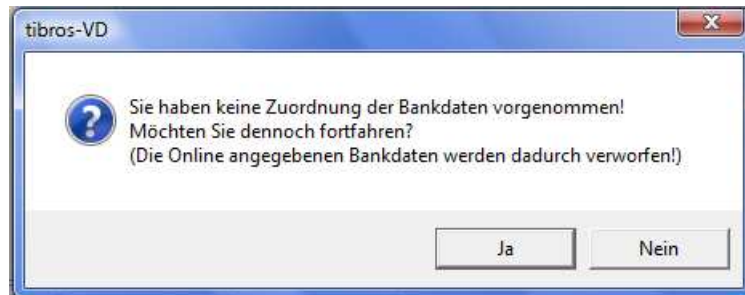 tibros-VD
Sie haben keine Zuordnung der Bankdaten vorgenommen!
Möchten Sie dennoch fortfahren?
(Die Online angegebenen Bankdaten werden dadurch verworfen!)
Ja
Nein